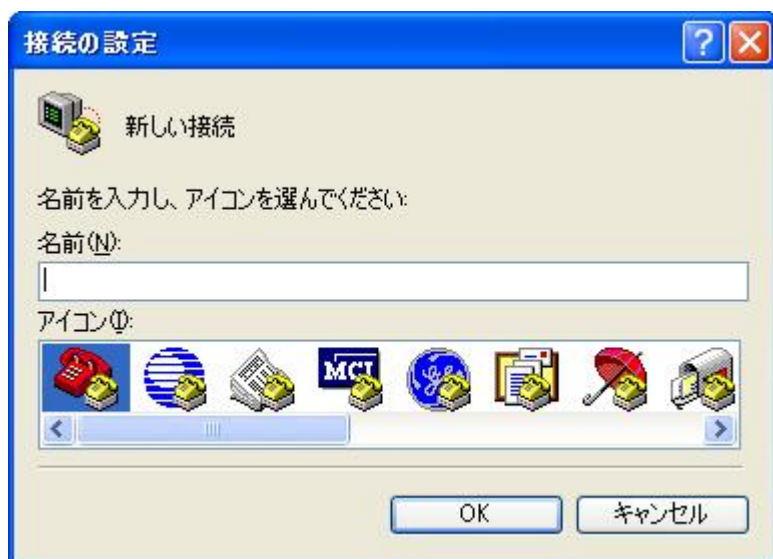 接続の設定
新しい接続
名前を入力し、アイコンを選んでください:
名前(N):
アイコン(I):
MCI
OK
キャンセル